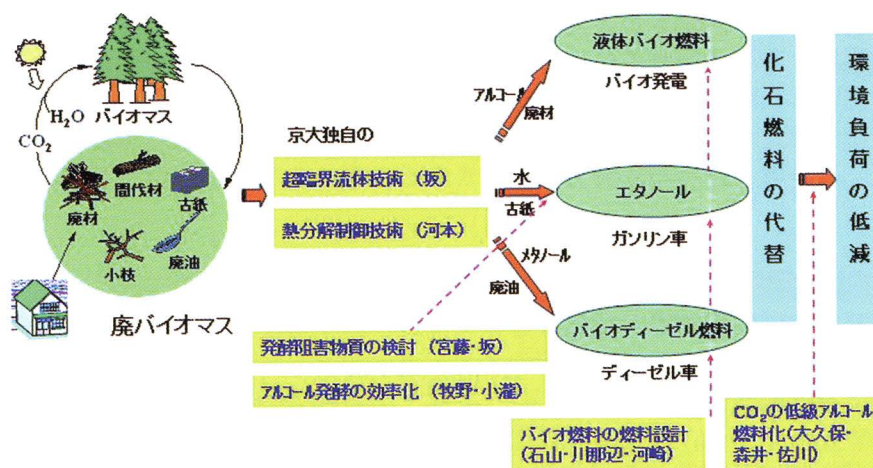 バイオマス
H₂O
CO₂
廃材
間伐材
古紙
小枝
廃油
廃バイオマス
京大独自の
超臨界流体技術 (坂)
熱分解制御技術 (河本)
アルコール
廃材
水
古紙
メタノール
廃油
液体バイオ燃料
バイオ発電
エタノール
ガソリン車
バイオディーゼル燃料
ディーゼル車
化石燃料の代替
環境負荷の低減
発酵阻害物質の検討 (宮藤・坂)
アルコール発酵の効率化 (牧野・小瀧)
バイオ燃料の燃料設計
(石山・川那辺・河崎)
CO₂の低級アルコール
燃料化(大久保・
森井・佐川)